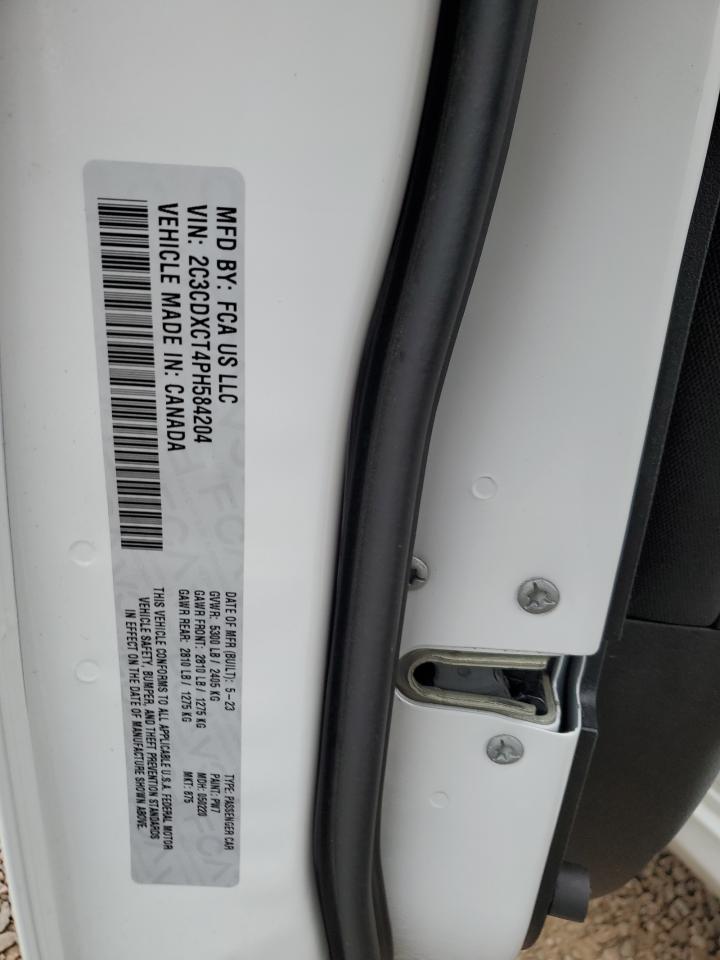 MFD BY: FCA US LLC
VIN: 2C3CDXCT4PH584204
VEHICLE MADE IN: CANADA
DATE OF MFR (BUILT): 5-23
GVWR: 5300 LB / 2405 KG
GAWR FRONT: 2810 LB / 1275 KG
GAWR REAR: 2810 LB / 1275 KG
TYPE: PASSENGER CAR
PAINT: PW7
MDH: 050220
MKT: 875
THIS VEHICLE CONFORMS TO ALL APPLICABLE U.S.A. FEDERAL MOTOR
VEHICLE SAFETY, BUMPER, AND THEFT PREVENTION STANDARDS
IN EFFECT ON THE DATE OF MANUFACTURE SHOWN ABOVE.